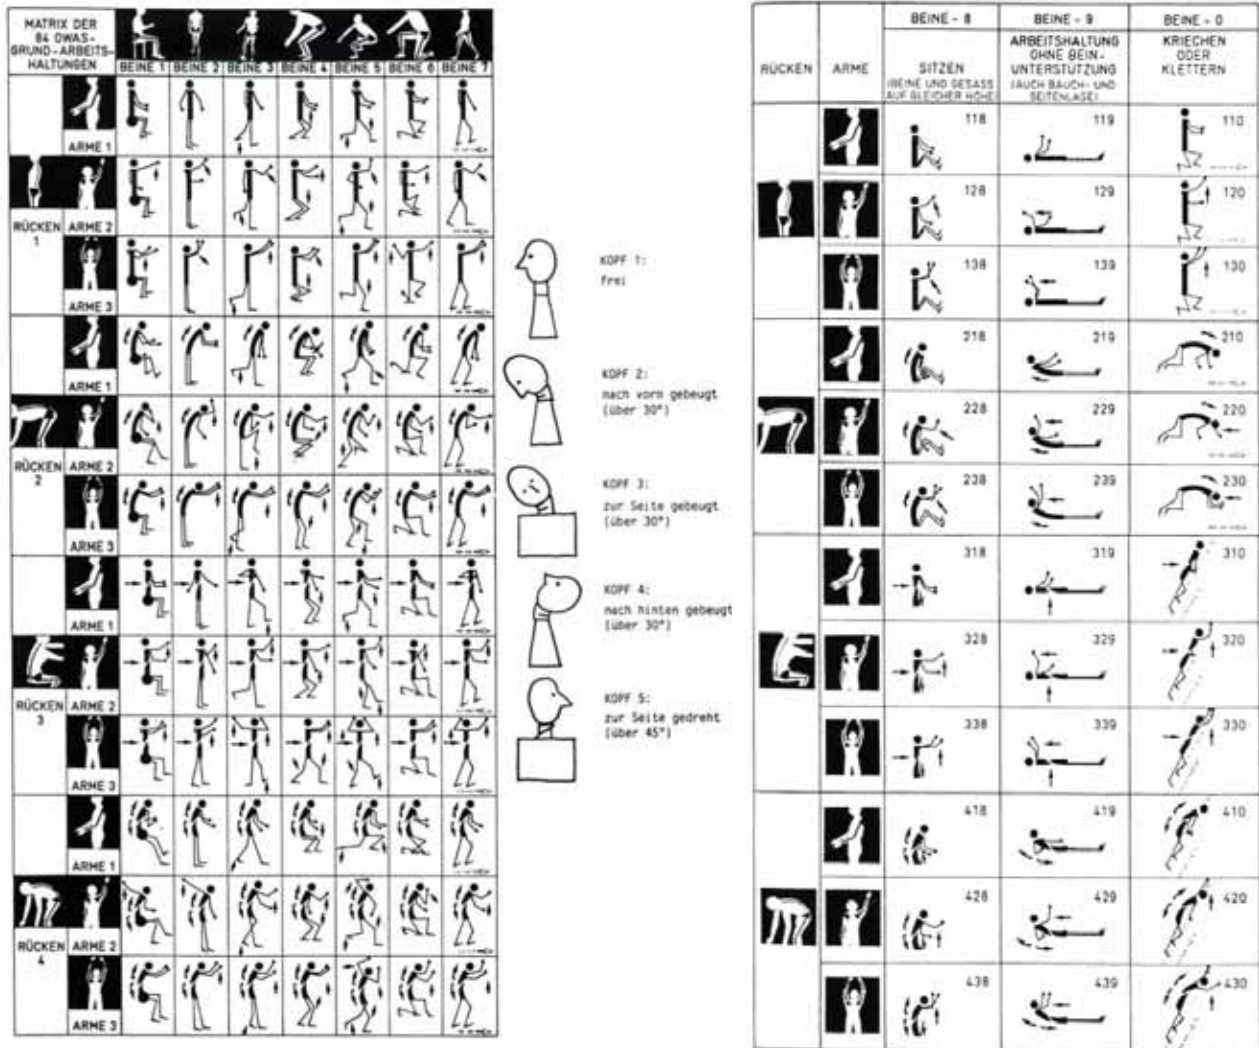 MATRIX DER
84 OWAS-
GRUND-ARBEITS-
HALTUNGEN
BEINE 1
BEINE 2
BEINE 3
BEINE 4
BEINE 5
BEINE 6
BEINE 7
ARME 1
RÜCKEN
1
ARME 2
ARME 3
ARME 1
RÜCKEN
2
ARME 2
ARME 3
ARME 1
RÜCKEN
3
ARME 2
ARME 3
ARME 1
RÜCKEN
4
ARME 2
ARME 3
KOPF 1:
frei
KOPF 2:
nach vorn gebeugt
(über 30°)
KOPF 3:
zur Seite gebeugt
(über 30°)
KOPF 4:
nach hinten gebeugt
(über 30°)
KOPF 5:
zur Seite gedreht
(über 45°)
RÜCKEN
ARME
BEINE - 8
SITZEN
(BEINE UND GESÄSS
AUF GLEICHER HÖHE)
BEINE - 9
ARBEITSHALTUNG
OHNE BEIN-
UNTERSTÜTZUNG
(AUCH BAUCH- UND
SEITENLAGE)
BEINE - 0
KRIECHEN
ODER
KLETTERN
118 119 110
128 129 120
138 139 130
218 219 210
228 229 220
238 239 230
318 319 310
328 329 320
338 339 330
418 419 410
428 429 420
438 439 430